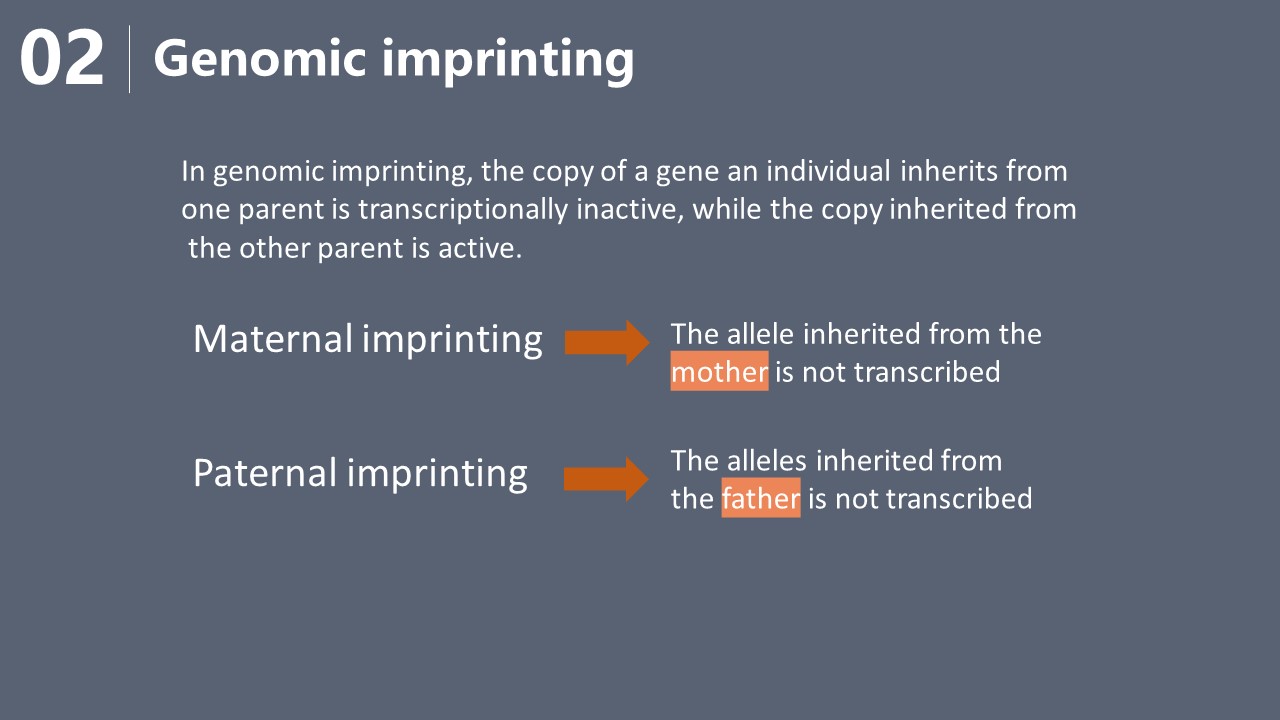 02
Genomic imprinting
In genomic imprinting, the copy of a gene an individual inherits from
one parent is transcriptionally inactive, while the copy inherited from
the other parent is active.
Maternal imprinting
The allele inherited from the
mother is not transcribed
Paternal imprinting
The alleles inherited from
the father is not transcribed